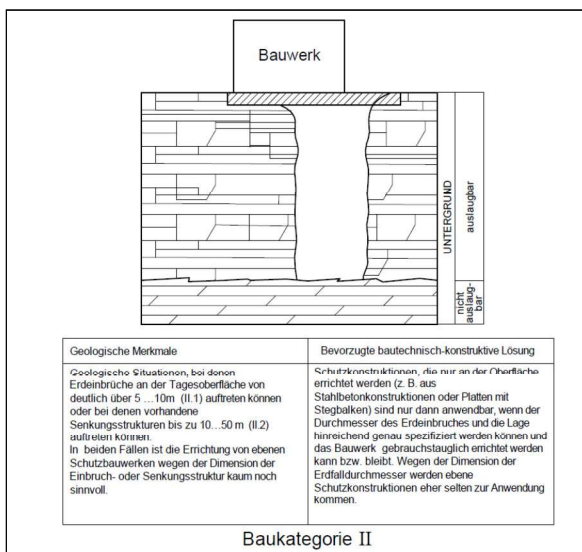 Bauwerk
UNTERGRUND
auslaugbar
nicht
auslaug-
bar
Geologische Merkmale
Geologische Situationen, bei denen
Erdeinbrüche an der Tagesoberfläche von
deutlich über 5 …10m (II.1) auftreten können
oder bei denen vorhandene
Senkungsstrukturen bis zu 10…50 m (II.2)
auftreten können.
In beiden Fällen ist die Errichtung von ebenen
Schutzbauwerken wegen der Dimension der
Einbruch- oder Senkungsstruktur kaum noch
sinnvoll.
Bevorzugte bautechnisch-konstruktive Lösung
Schutzkonstruktionen, die nur an der Oberfläche
errichtet werden (z. B. aus
Stahlbetonkonstruktionen oder Platten mit
Stegbalken) sind nur dann anwendbar, wenn der
Durchmesser des Erdeinbruches und die Lage
hinreichend genau spezifiziert werden können und
das Bauwerk gebrauchstauglich errichtet werden
kann bzw. bleibt. Wegen der Dimension der
Erdfalldurchmesser werden ebene
Schutzkonstruktionen eher selten zur Anwendung
kommen.
Baukategorie II